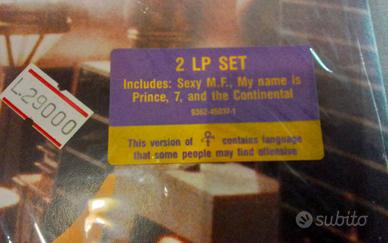 L.29000
2 LP SET
Includes: Sexy M.F., My name is
Prince, 7, and the Continental
9362-45037-1
This version of contains language
that some people may find offensive
subito